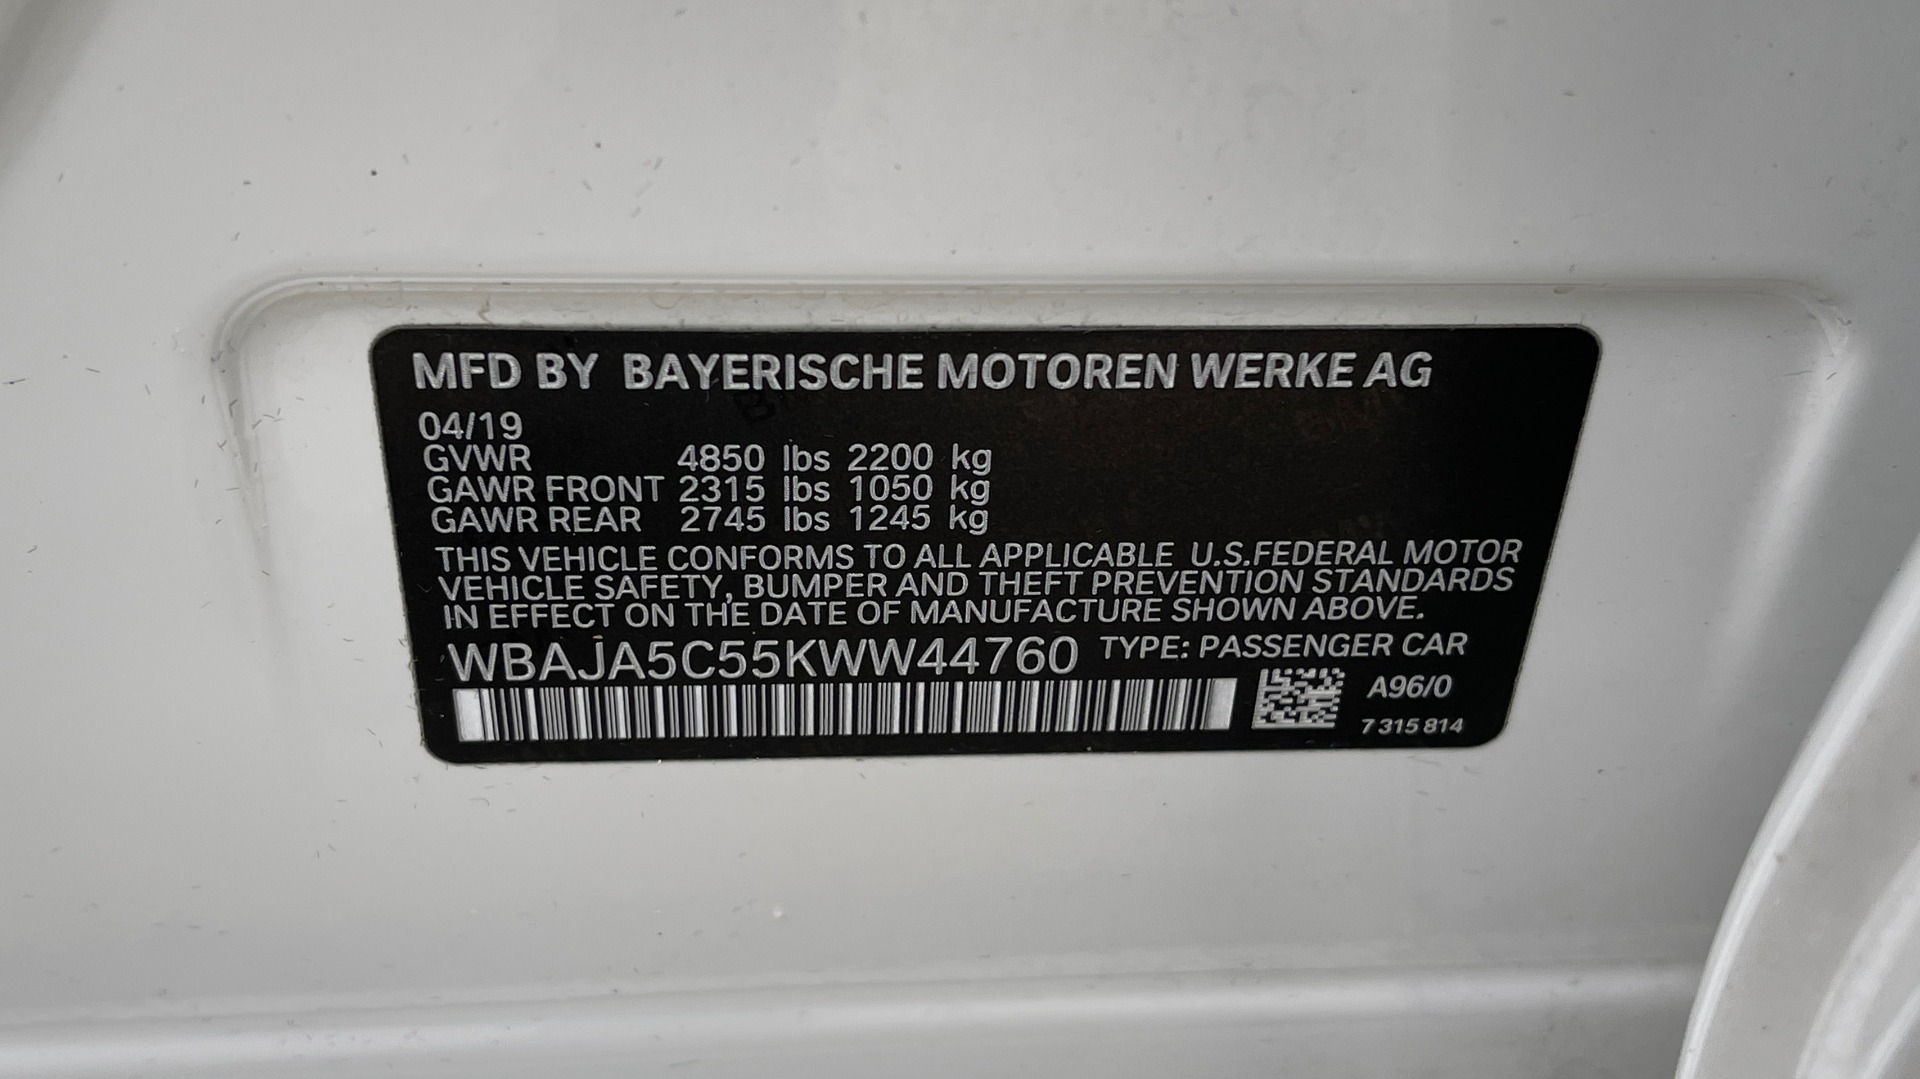 MFD BY BAYERISCHE MOTOREN WERKE AG
04/19
GVWR 4850 lbs 2200 kg
GAWR FRONT 2315 lbs 1050 kg
GAWR REAR 2745 lbs 1245 kg
THIS VEHICLE CONFORMS TO ALL APPLICABLE U.S.FEDERAL MOTOR
VEHICLE SAFETY, BUMPER AND THEFT PREVENTION STANDARDS
IN EFFECT ON THE DATE OF MANUFACTURE SHOWN ABOVE.
WBAJA5C55KWW44760 TYPE: PASSENGER CAR
A96/0
7 315 814